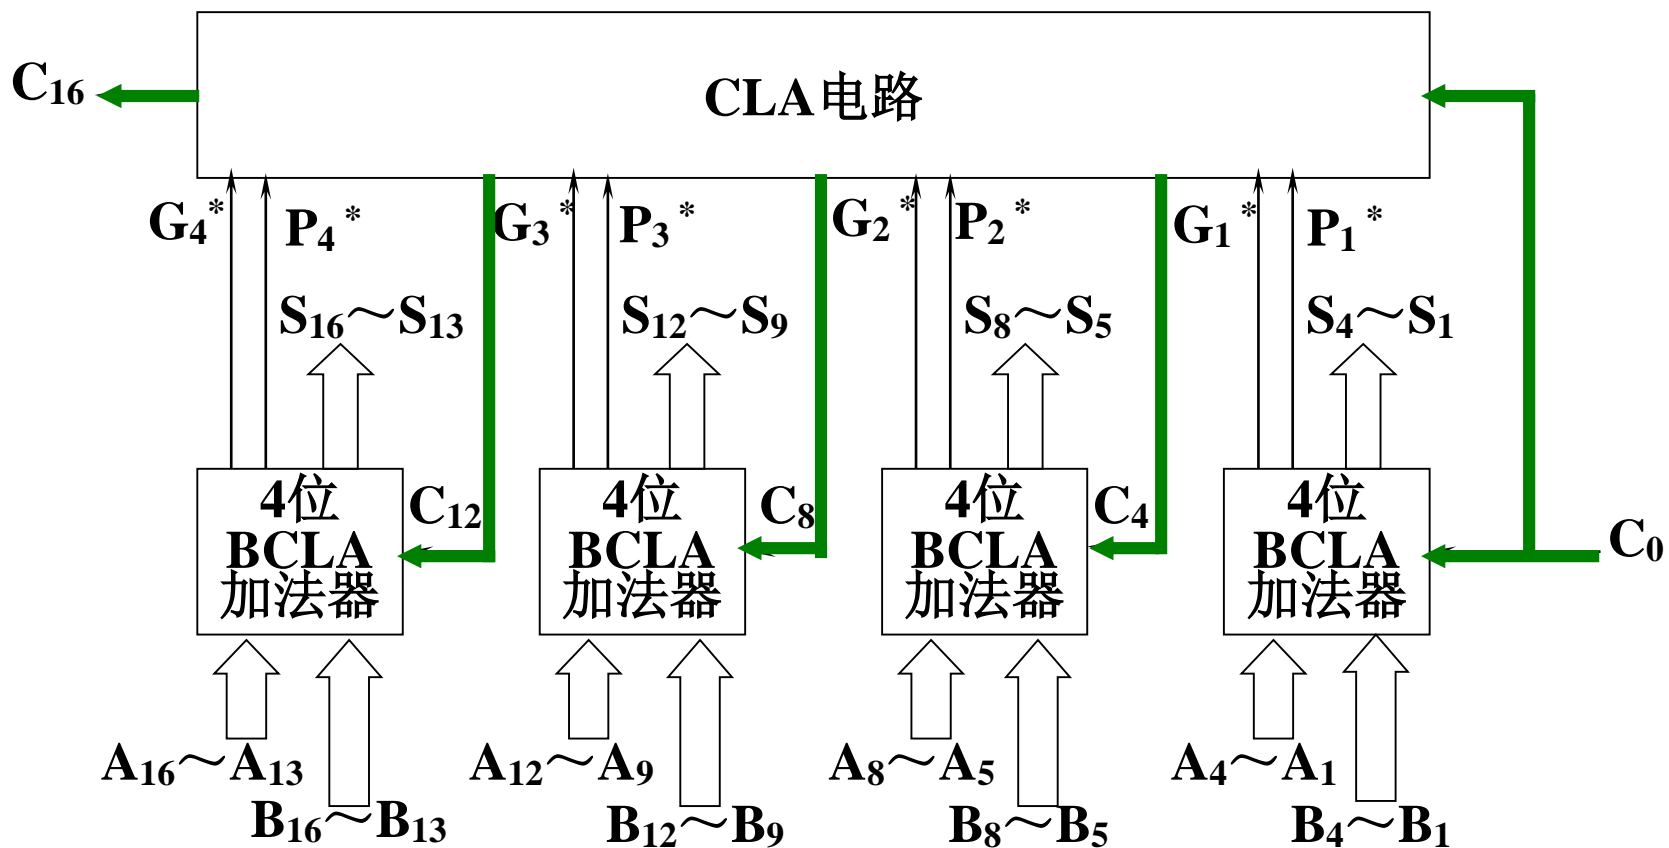 C16 CLA电路
G4* P4* G3* P3* G2* P2* G1* P1*
S16～S13 S12～S9 S8～S5 S4～S1
4位 C12 4位 C8 4位 C4 4位
BCLA BCLA BCLA BCLA C0
加法器 加法器 加法器 加法器
A16～A13 A12～A9 A8～A5 A4～A1
B16～B13 B12～B9 B8～B5 B4～B1